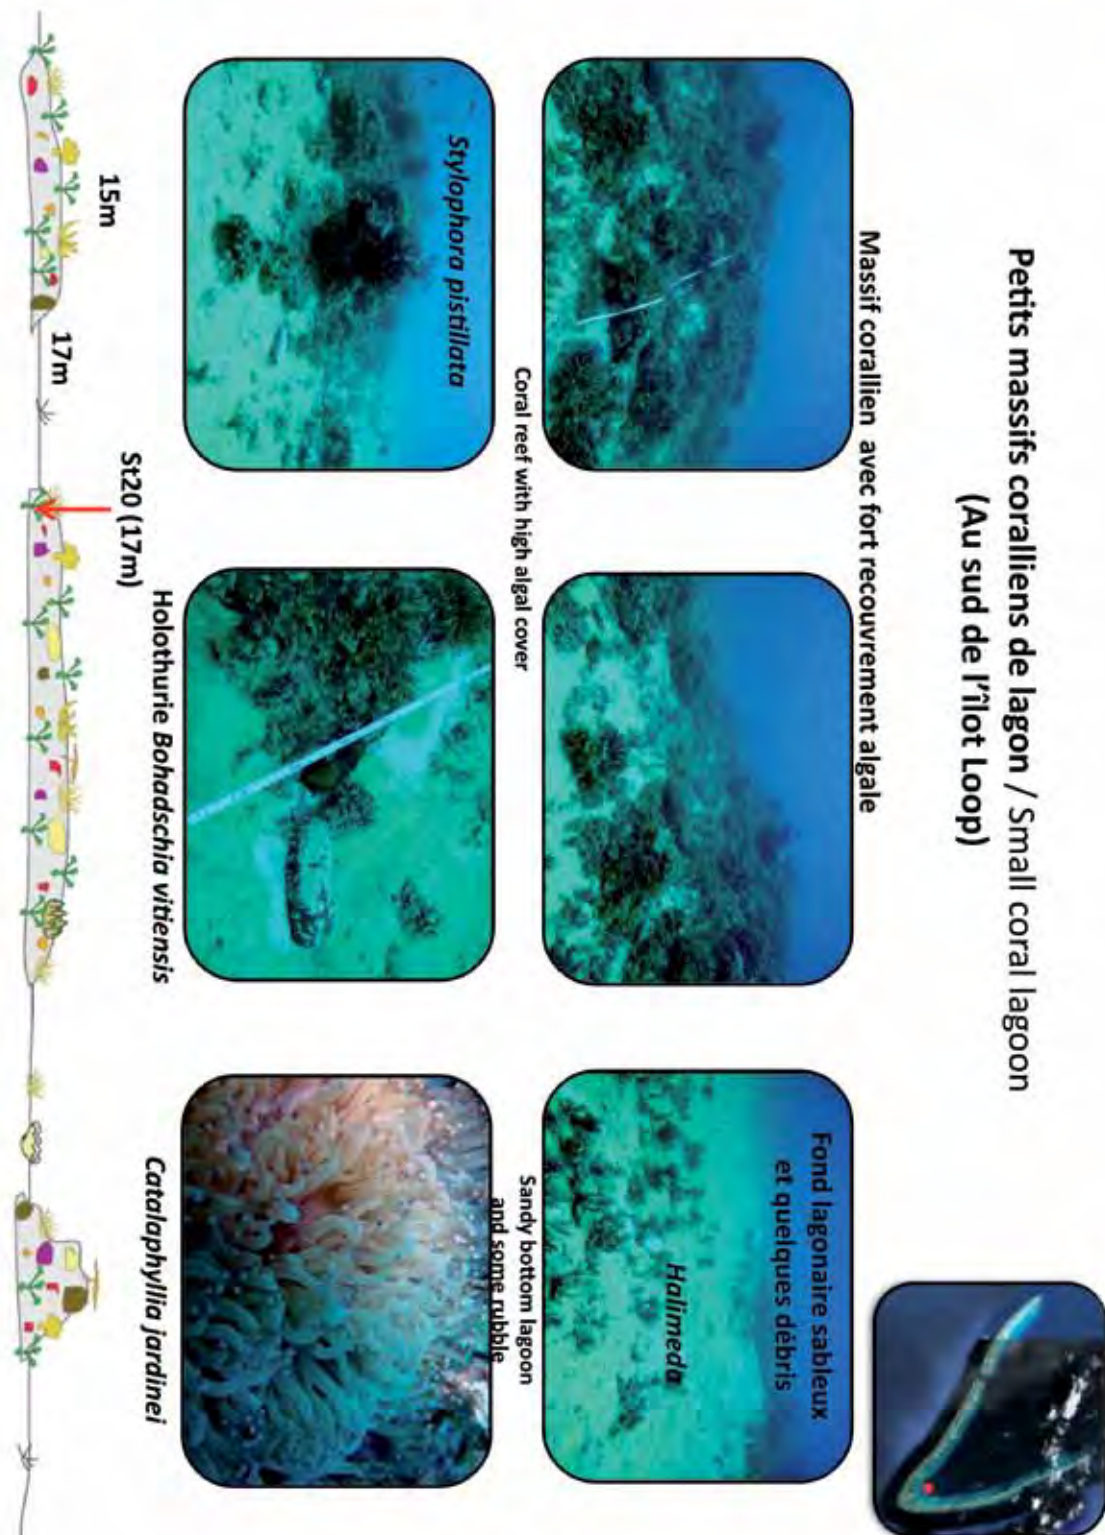 Petits massifs coralliens de lagon / Small coral lagoon
(Au sud de l'îlot Loop)
Massif corallien avec fort recouvrement algale
Fond lagonaire sableux
et quelques débris
Halimeda
Coral reef with high algal cover
Sandy bottom lagoon
and some rubble
Stylophora pistillata
Holothurie Bohadschia vitiensis
Catalaphyllia jardinei
15m
17m
St20 (17m)